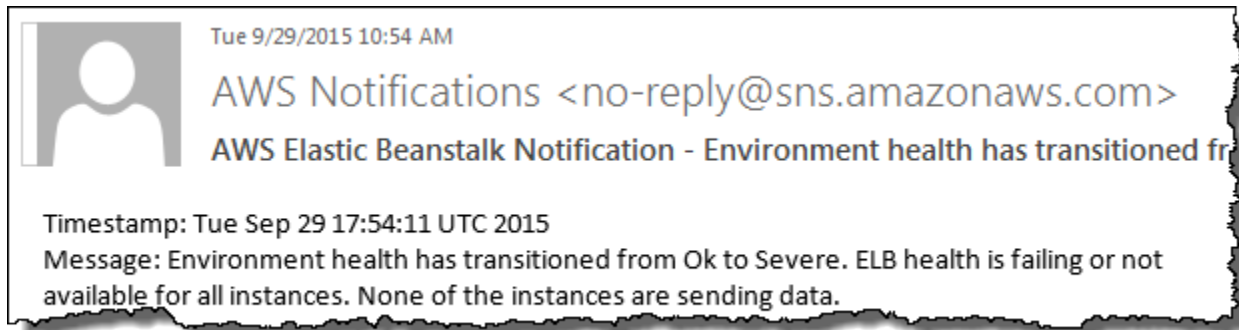 Tue 9/29/2015 10:54 AM
AWS Notifications <no-reply@sns.amazonaws.com>
AWS Elastic Beanstalk Notification - Environment health has transitioned fr
Timestamp: Tue Sep 29 17:54:11 UTC 2015
Message: Environment health has transitioned from Ok to Severe. ELB health is failing or not
available for all instances. None of the instances are sending data.